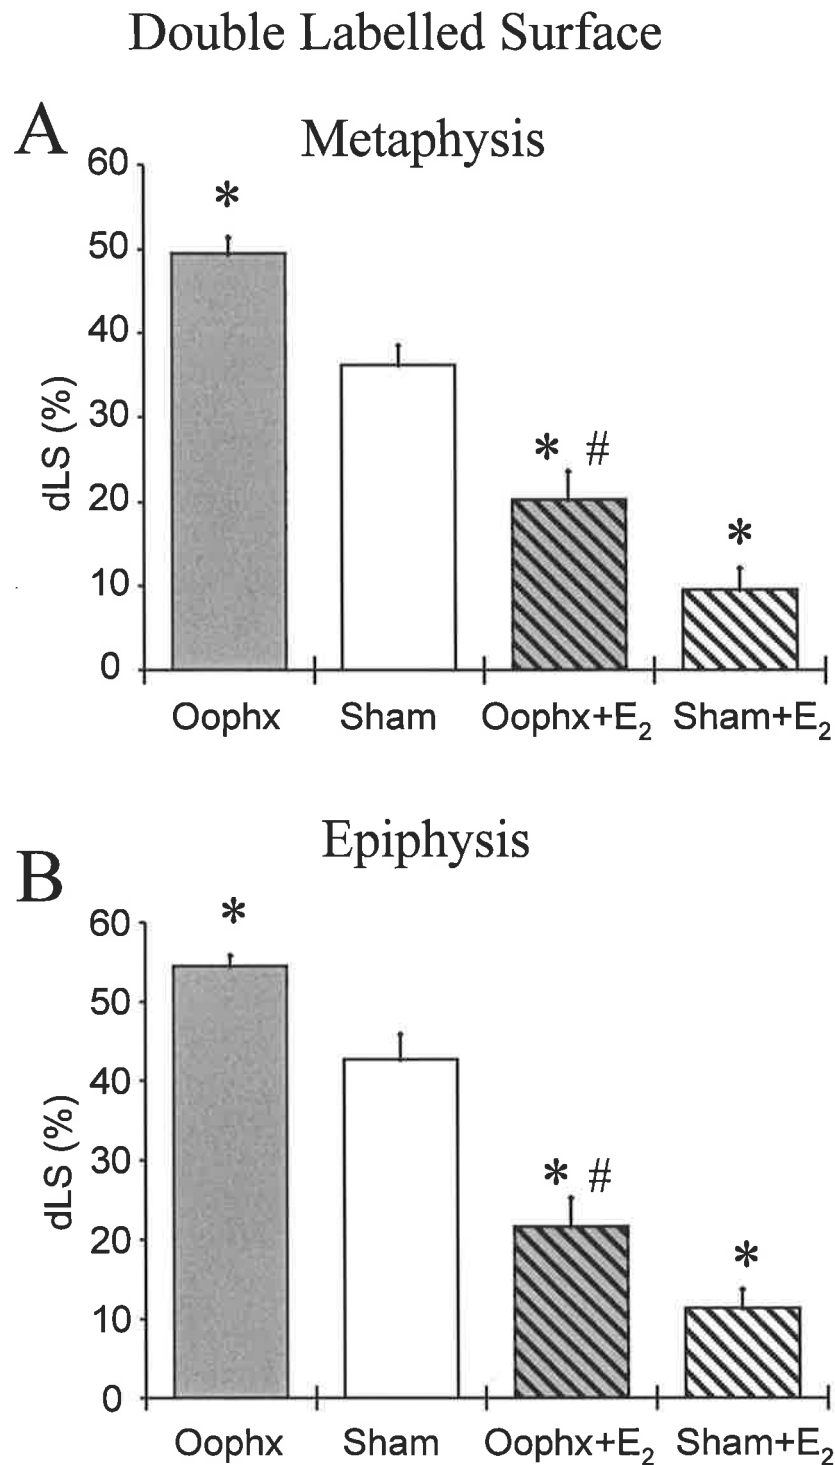 Double Labelled Surface
A
Metaphysis
60
50
40
30
20
10
0
dLS (%)
*
* #
*
Oophx Sham Oophx+E₂ Sham+E₂
B
Epiphysis
60
50
40
30
20
10
0
dLS (%)
*
* #
*
Oophx Sham Oophx+E₂ Sham+E₂